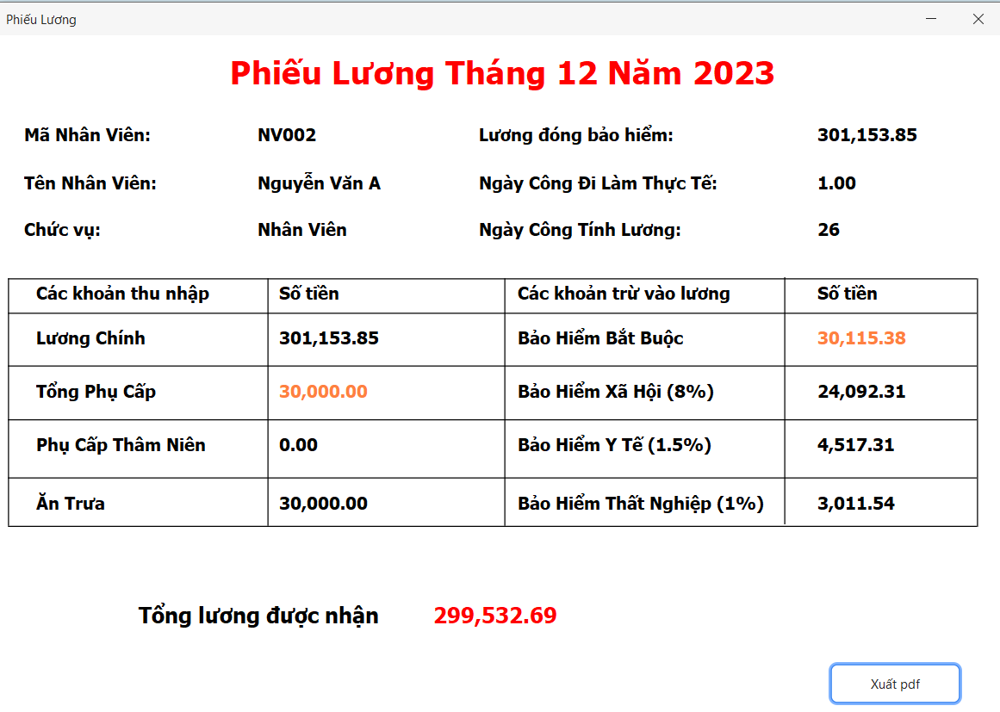 Phiếu Lương
Phiếu Lương Tháng 12 Năm 2023
Mã Nhân Viên: NV002 Lương đóng bảo hiểm: 301,153.85
Tên Nhân Viên: Nguyễn Văn A Ngày Công Đi Làm Thực Tế: 1.00
Chức vụ: Nhân Viên Ngày Công Tính Lương: 26
Các khoản thu nhập Số tiền Các khoản trừ vào lương Số tiền
Lương Chính 301,153.85 Bảo Hiểm Bắt Buộc 30,115.38
Tổng Phụ Cấp 30,000.00 Bảo Hiểm Xã Hội (8%) 24,092.31
Phụ Cấp Thâm Niên 0.00 Bảo Hiểm Y Tế (1.5%) 4,517.31
Ăn Trưa 30,000.00 Bảo Hiểm Thất Nghiệp (1%) 3,011.54
Tổng lương được nhận 299,532.69
Xuất pdf